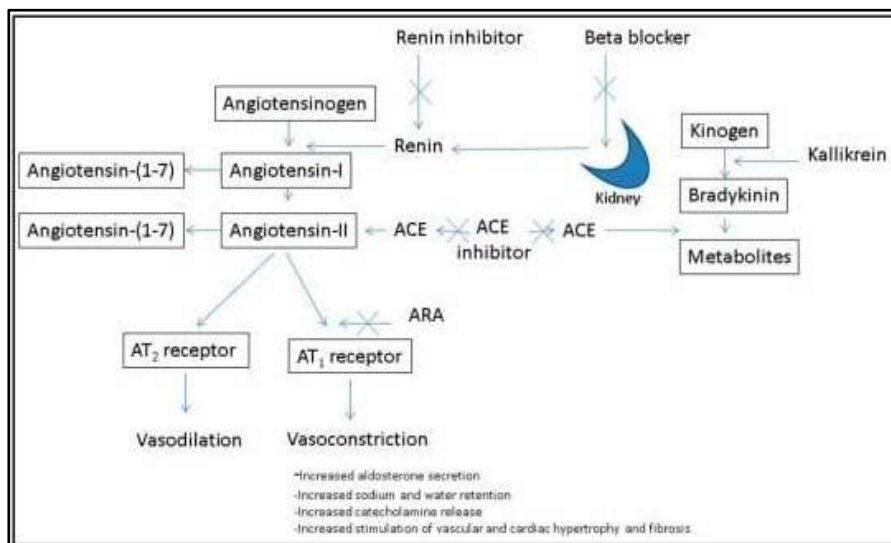 Renin inhibitor
Beta blocker
Angiotensinogen
Kinogen
Renin
Kallikrein
Angiotensin-(1-7)
Angiotensin-I
Kidney
Bradykinin
Angiotensin-(1-7)
Angiotensin-II
ACE
ACE
inhibitor
ACE
Metabolites
ARA
AT₂ receptor
AT₁ receptor
Vasodilation
Vasoconstriction
-Increased aldosterone secretion
-Increased sodium and water retention
-Increased catecholamine release
-Increased stimulation of vascular and cardiac hypertrophy and fibrosis